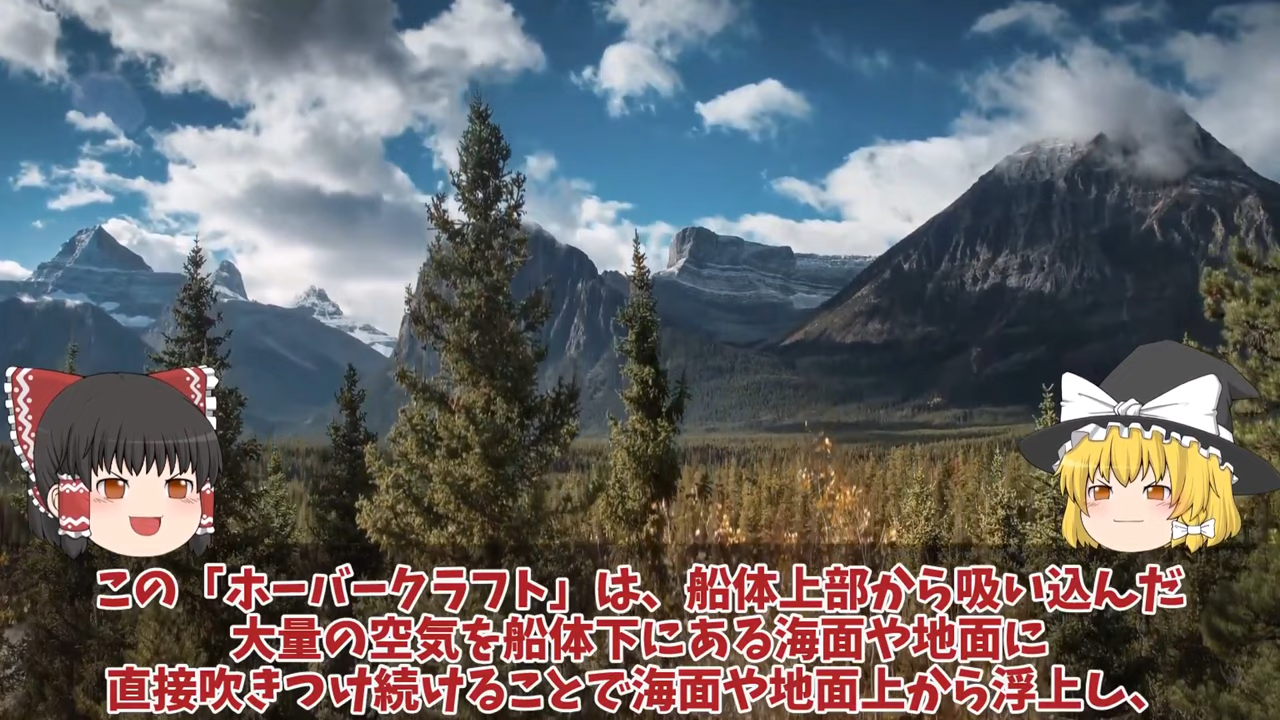 この「ホーバークラフト」は、船体上部から吸い込んだ
大量の空気を船体下にある海面や地面に
直接吹きつけ続けることで海面や地面上から浮上し、